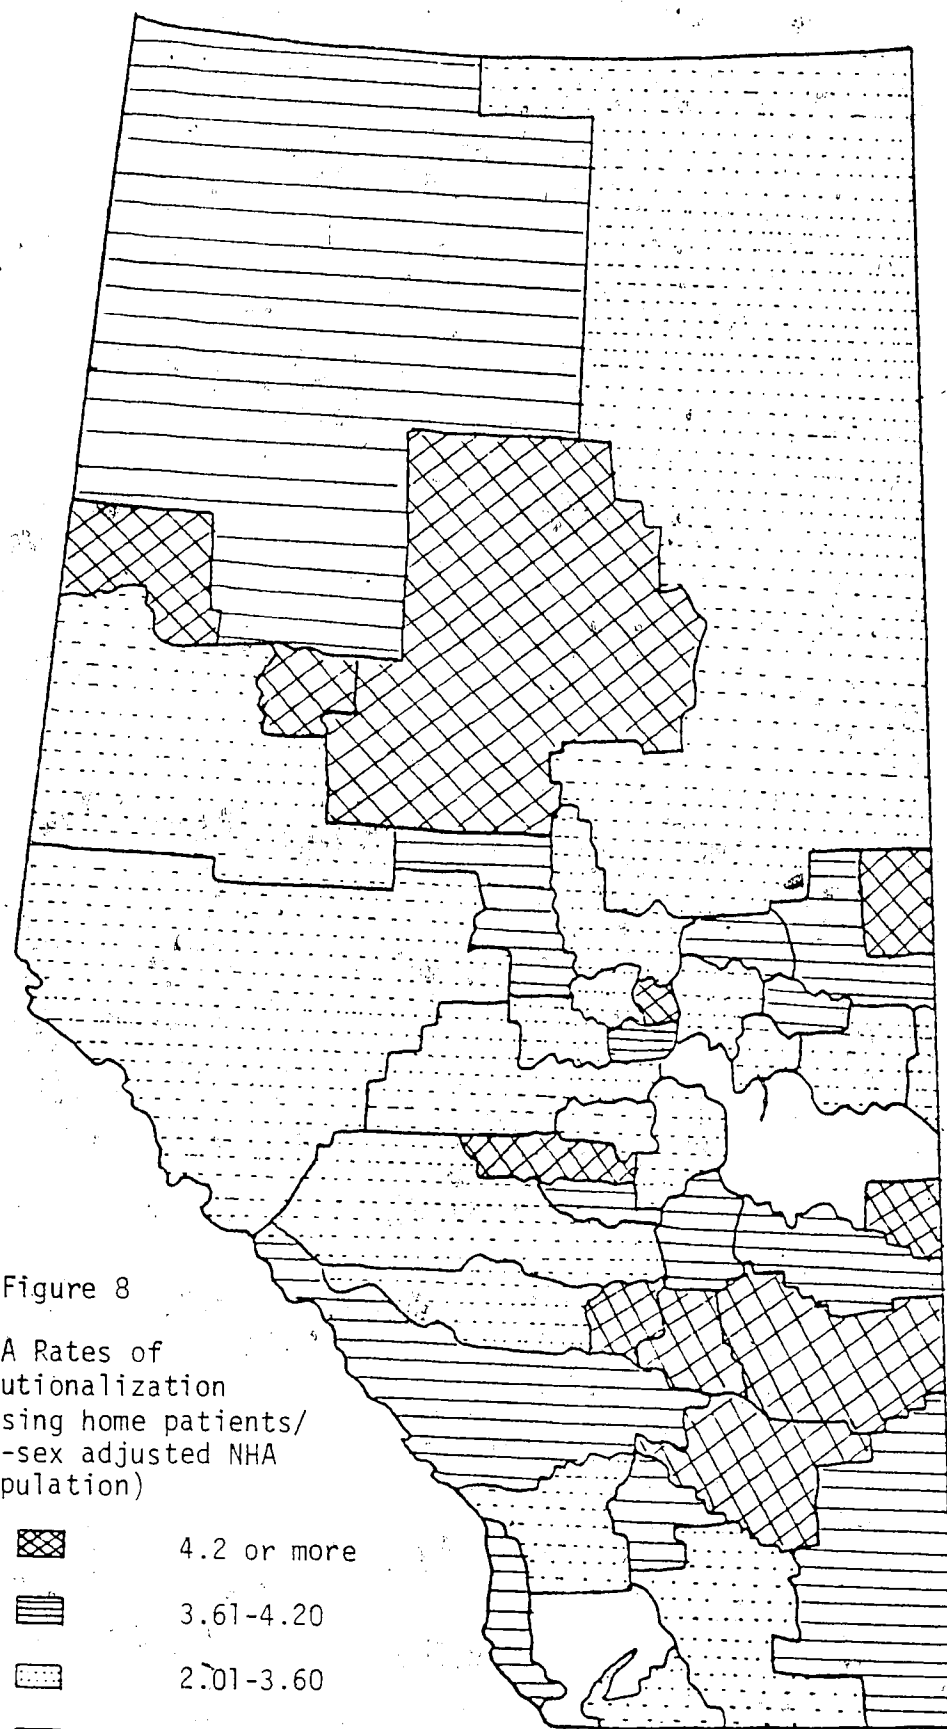 Figure 8
A Rates of
utionalization
sing home patients/
-sex adjusted NHA
pulation)
4.2 or more
3.61-4.20
2.01-3.60